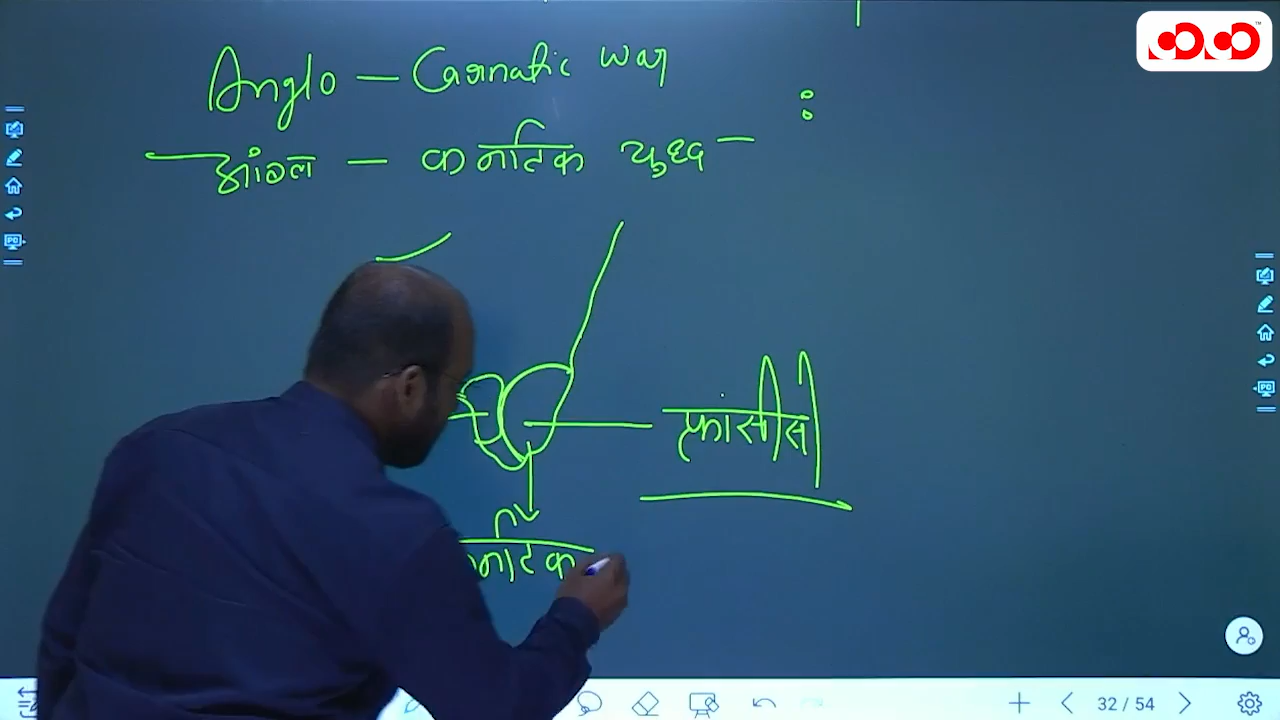 Anglo – Carnatic war :
आंग्ल – कर्नाटक युद्ध –
फ्रांसीसी
र्नाटक
32 / 54